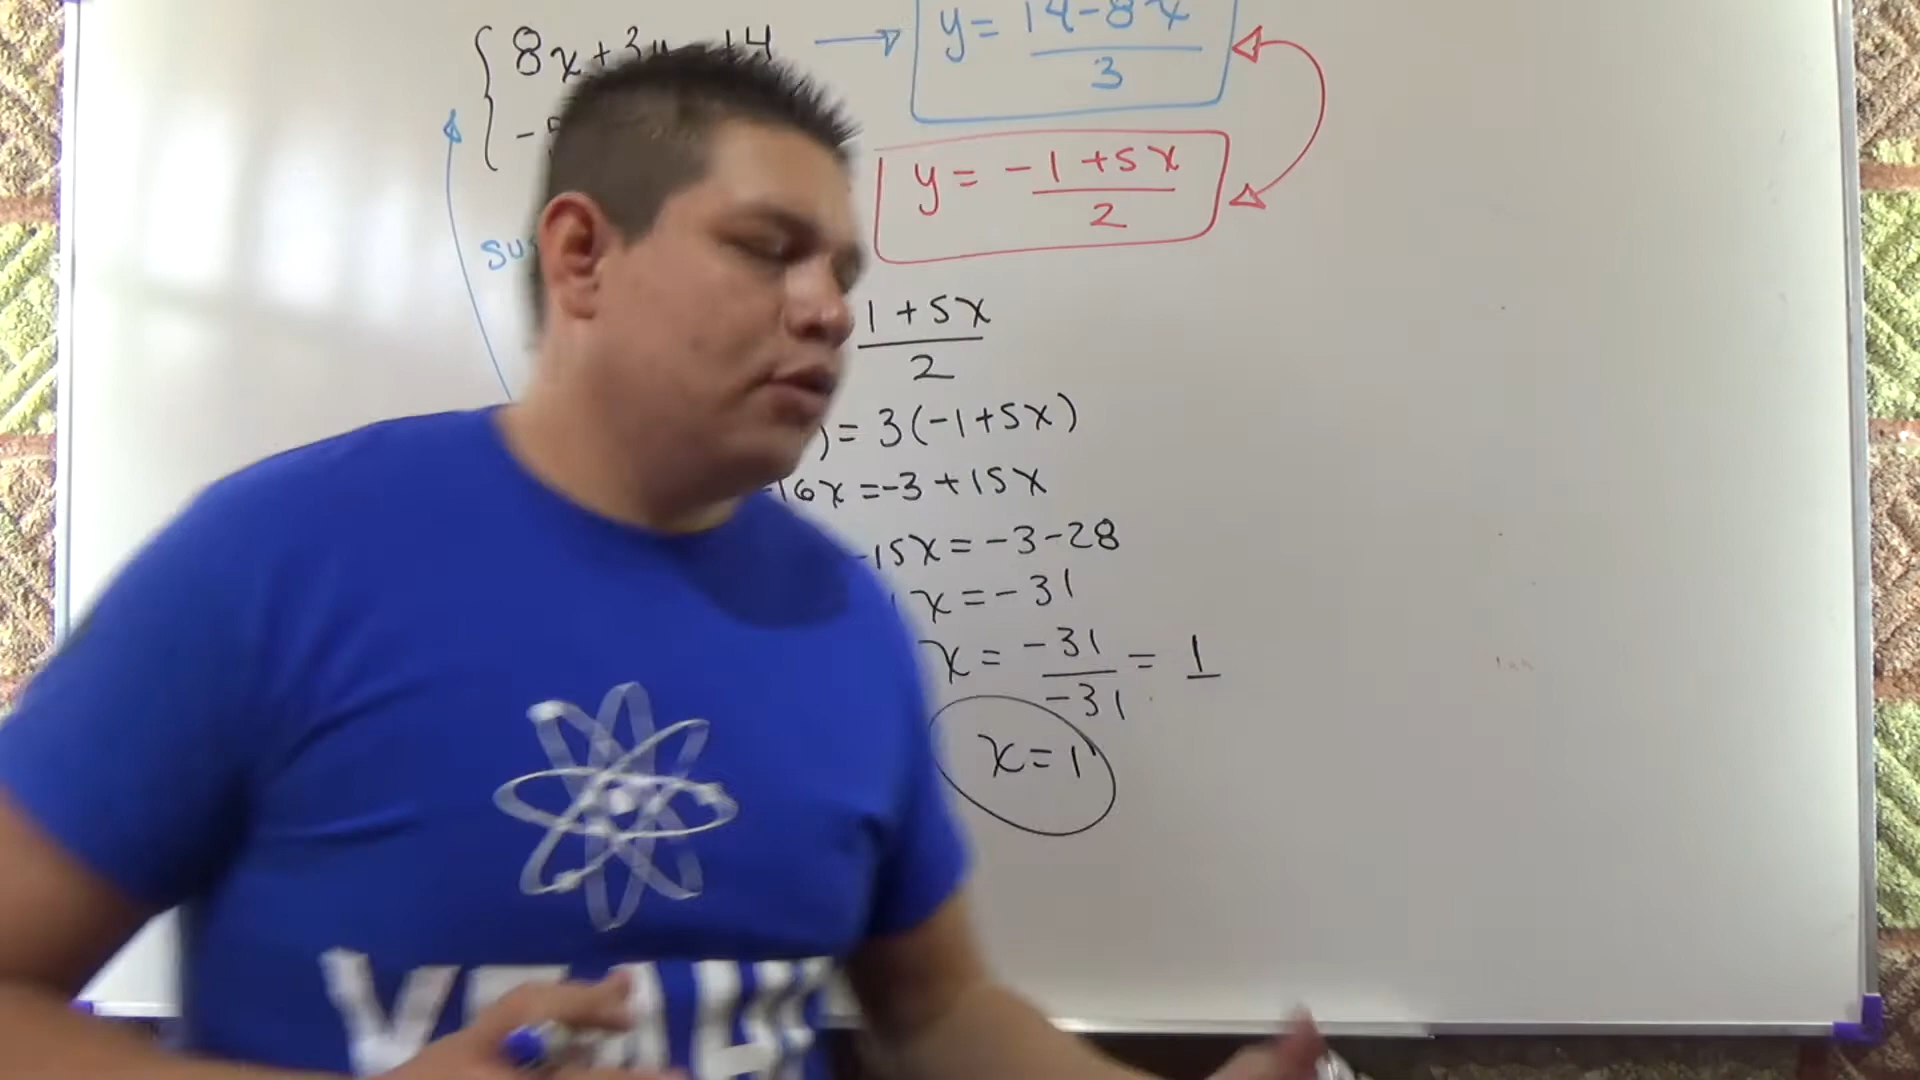 8x+3y=14
y=14-8x/3
y=-1+5x/2
1+5x/2
)=3(-1+5x)
-16x=-3+15x
-15x=-3-28
x=-31
x=-31/-31=1
x=1